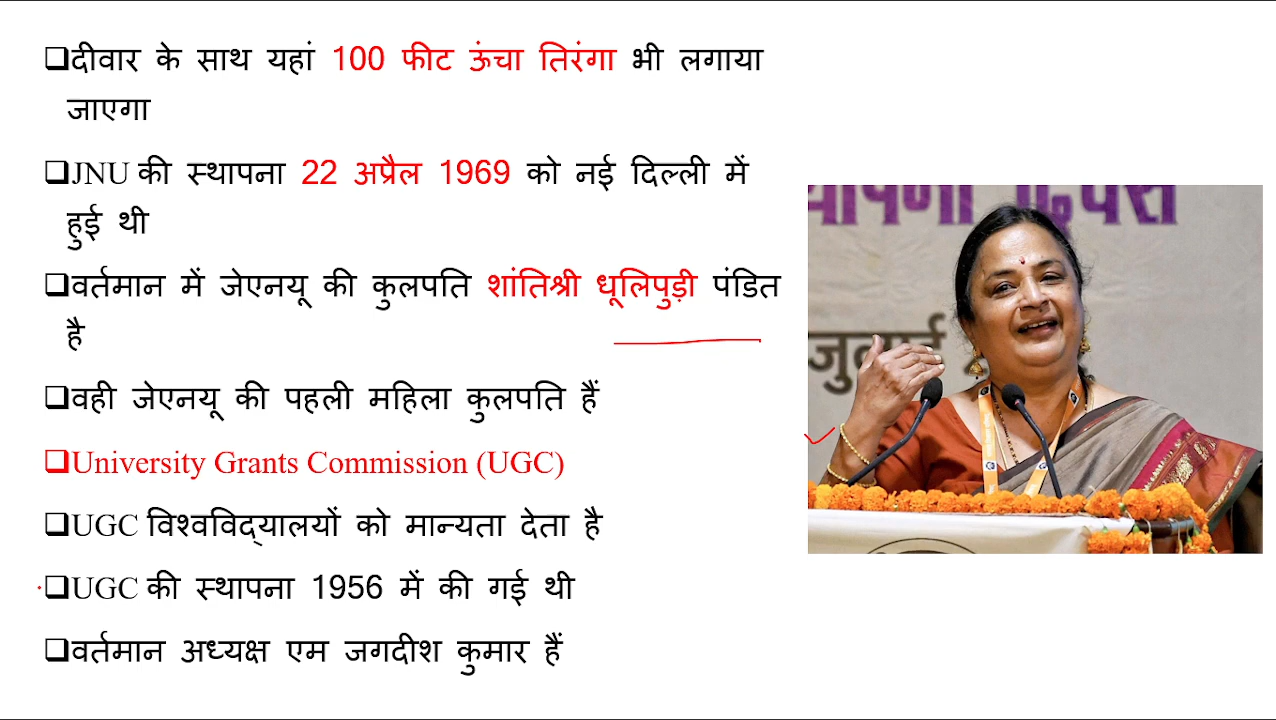 ❑दीवार के साथ यहां 100 फीट ऊंचा तिरंगा भी लगाया
जाएगा
❑JNU की स्थापना 22 अप्रैल 1969 को नई दिल्ली में
हुई थी
❑वर्तमान में जेएनयू की कुलपति शांतिश्री धूलिपुड़ी पंडित
है
❑वही जेएनयू की पहली महिला कुलपति हैं
❑University Grants Commission (UGC)
❑UGC विश्वविद्यालयों को मान्यता देता है
❑UGC की स्थापना 1956 में की गई थी
❑वर्तमान अध्यक्ष एम जगदीश कुमार हैं
दिवस
जुलाई